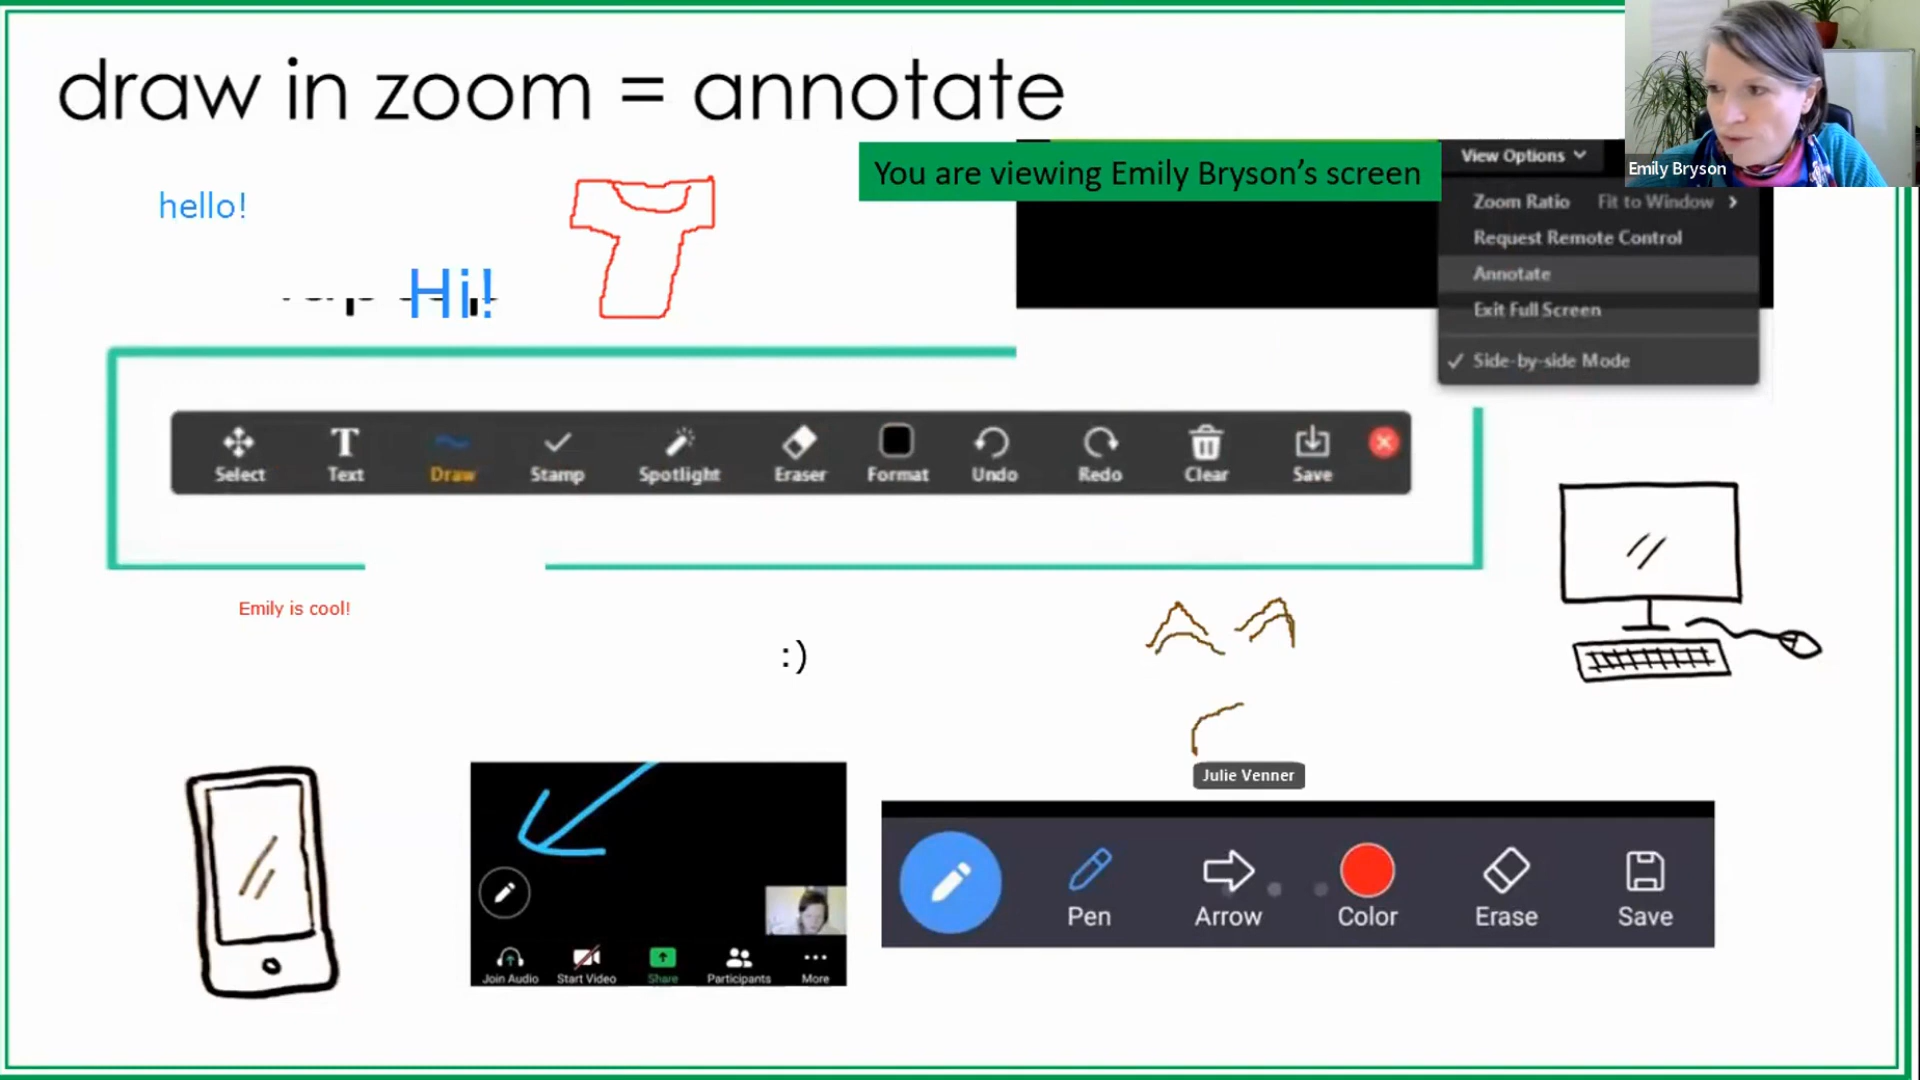 draw in zoom = annotate
Emily Bryson
hello!
You are viewing Emily Bryson's screen
View Options
Zoom Ratio Fit to Window
Request Remote Control
Annotate
Exit Full Screen
Side-by-side Mode
Hi!
Select Text Draw Stamp Spotlight Eraser Format Undo Redo Clear Save
Emily is cool!
:)
Julie Venner
Join Audio Start Video Share Participants More
Pen Arrow Color Erase Save